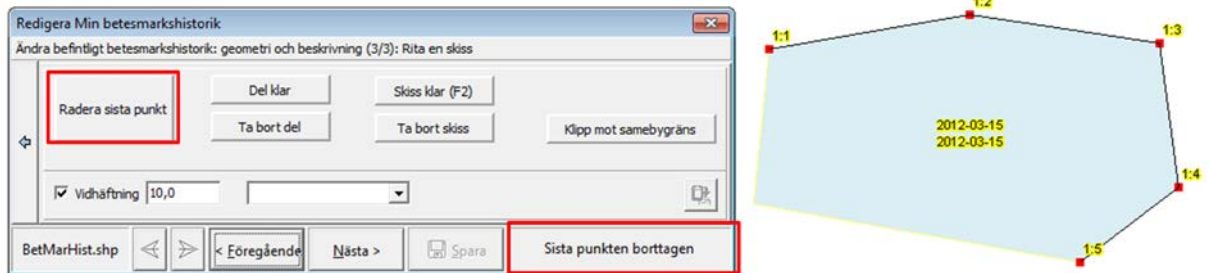 Redigera Min betesmarkshistorik
Ändra befintligt betesmarkshistorik: geometri och beskrivning (3/3): Rita en skiss
Radera sista punkt
Del klar
Skiss klar (F2)
Ta bort del
Ta bort skiss
Klipp mot samebygräns
Vidhäftning 10,0
BetMarHist.shp
< Föregående
Nästa >
Spara
Sista punkten borttagen
1:1
1:2
1:3
2012-03-15
2012-03-15
1:4
1:5